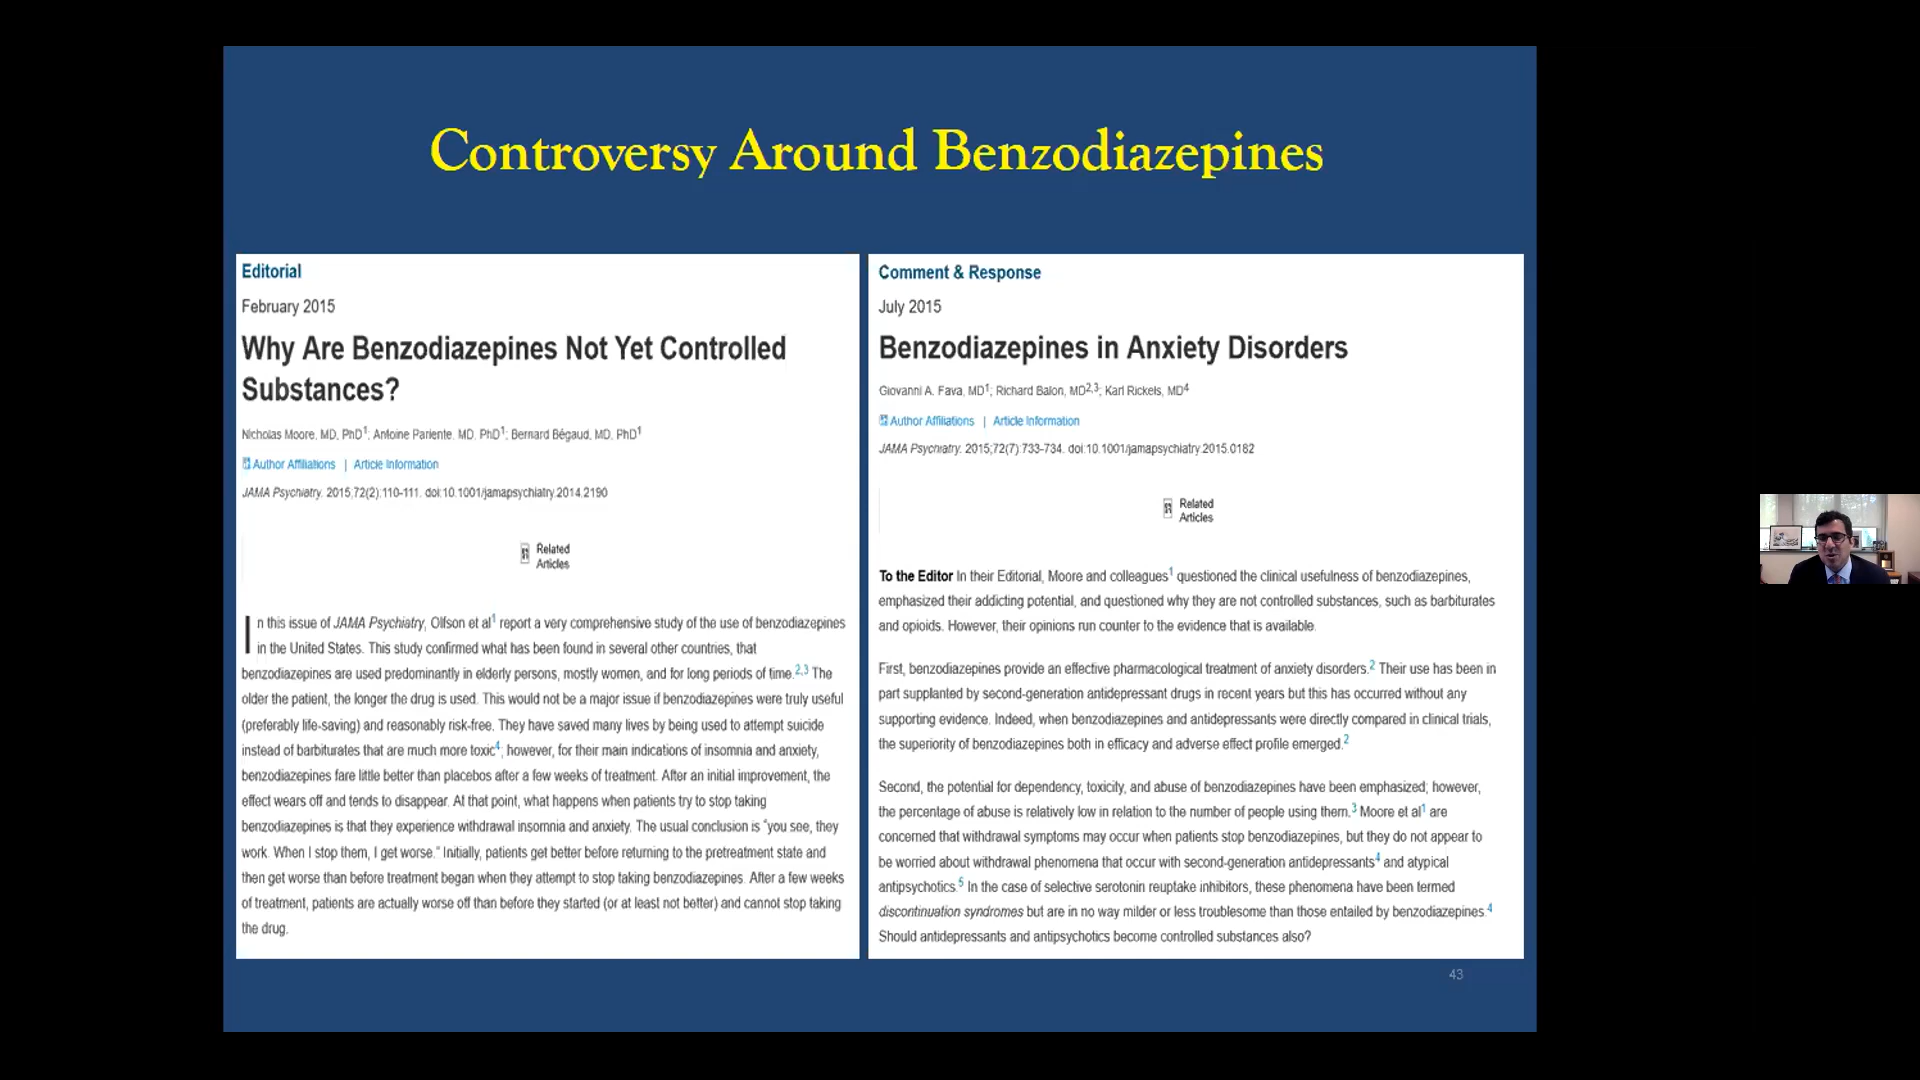 Controversy Around Benzodiazepines
Editorial
February 2015
Why Are Benzodiazepines Not Yet Controlled
Substances?
Nicholas Moore, MD, PhD1; Antoine Pariente, MD, PhD1; Bernard Bégaud, MD, PhD1
Author Affiliations | Article Information
JAMA Psychiatry. 2015;72(2):110-111. doi:10.1001/jamapsychiatry.2014.2190
Related
Articles
In this issue of JAMA Psychiatry, Olfson et al1 report a very comprehensive study of the use of benzodiazepines
in the United States. This study confirmed what has been found in several other countries, that
benzodiazepines are used predominantly in elderly persons, mostly women, and for long periods of time.2,3 The
older the patient, the longer the drug is used. This would not be a major issue if benzodiazepines were truly useful
(preferably life-saving) and reasonably risk-free. They have saved many lives by being used to attempt suicide
instead of barbiturates that are much more toxic4; however, for their main indications of insomnia and anxiety,
benzodiazepines fare little better than placebos after a few weeks of treatment. After an initial improvement, the
effect wears off and tends to disappear. At that point, what happens when patients try to stop taking
benzodiazepines is that they experience withdrawal insomnia and anxiety. The usual conclusion is “you see, they
work. When I stop them, I get worse.” Initially, patients get better before returning to the pretreatment state and
then get worse than before treatment began when they attempt to stop taking benzodiazepines. After a few weeks
of treatment, patients are actually worse off than before they started (or at least not better) and cannot stop taking
the drug.
Comment & Response
July 2015
Benzodiazepines in Anxiety Disorders
Giovanni A. Fava, MD1; Richard Balon, MD2,3; Karl Rickels, MD4
Author Affiliations | Article Information
JAMA Psychiatry. 2015;72(7):733-734. doi:10.1001/jamapsychiatry.2015.0182
Related
Articles
To the Editor In their Editorial, Moore and colleagues1 questioned the clinical usefulness of benzodiazepines,
emphasized their addicting potential, and questioned why they are not controlled substances, such as barbiturates
and opioids. However, their opinions run counter to the evidence that is available.
First, benzodiazepines provide an effective pharmacological treatment of anxiety disorders.2 Their use has been in
part supplanted by second-generation antidepressant drugs in recent years but this has occurred without any
supporting evidence. Indeed, when benzodiazepines and antidepressants were directly compared in clinical trials,
the superiority of benzodiazepines both in efficacy and adverse effect profile emerged.2
Second, the potential for dependency, toxicity, and abuse of benzodiazepines have been emphasized; however,
the percentage of abuse is relatively low in relation to the number of people using them.3 Moore et al1 are
concerned that withdrawal symptoms may occur when patients stop benzodiazepines, but they do not appear to
be worried about withdrawal phenomena that occur with second-generation antidepressants4 and atypical
antipsychotics.5 In the case of selective serotonin reuptake inhibitors, these phenomena have been termed
discontinuation syndromes but are in no way milder or less troublesome than those entailed by benzodiazepines.4
Should antidepressants and antipsychotics become controlled substances also?
43